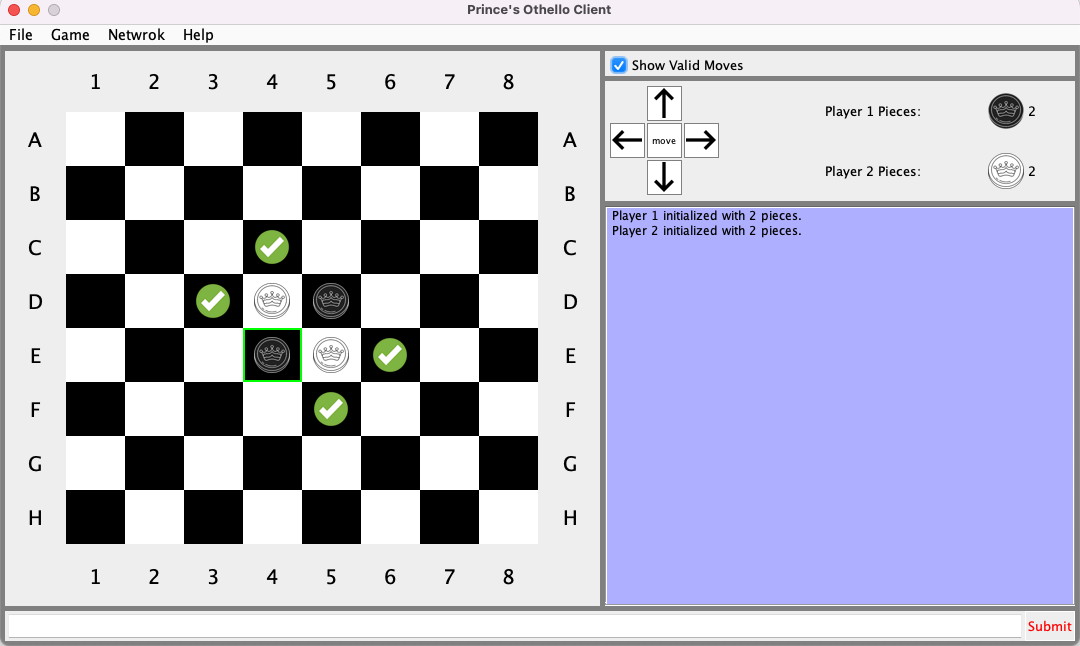 Prince's Othello Client
File Game Netwrok Help
Show Valid Moves
1 2 3 4 5 6 7 8
move
Player 1 Pieces: 2
Player 2 Pieces: 2
Player 1 initialized with 2 pieces.
Player 2 initialized with 2 pieces.
A A
B B
C C
D D
E E
F F
G G
H H
1 2 3 4 5 6 7 8
Submit